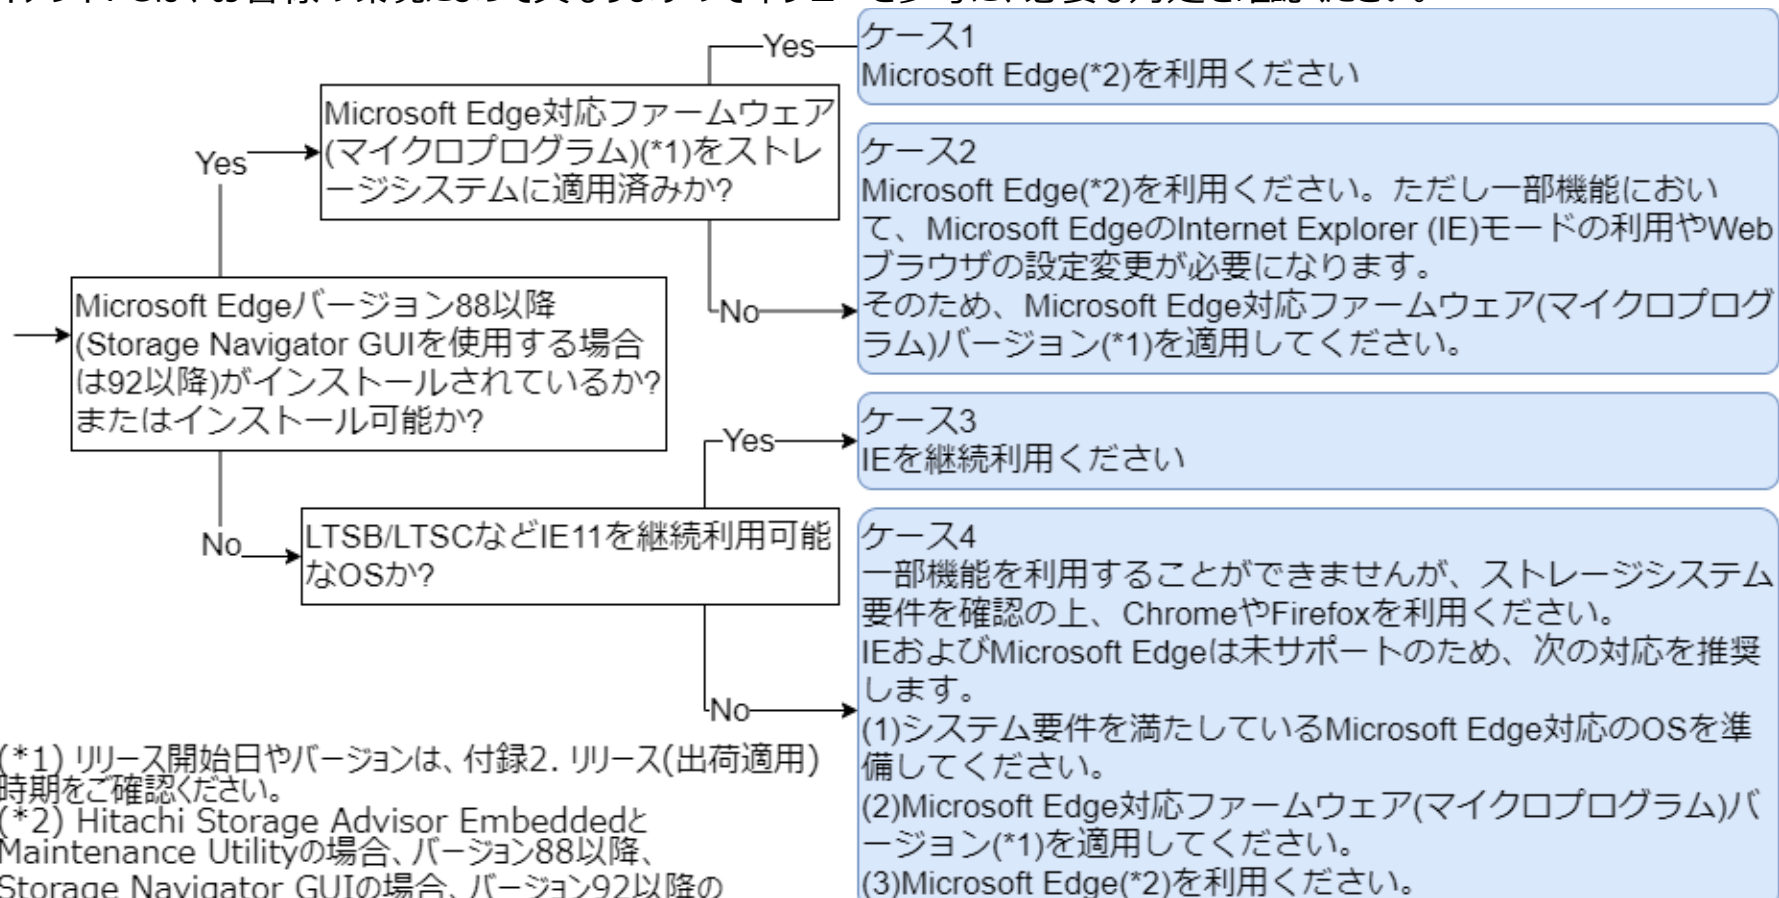 Yes
ケース1
Microsoft Edge(*2)を利用ください
Microsoft Edge対応ファームウェア
(マイクロプログラム)(*1)をストレ
ージシステムに適用済みか?
Yes
ケース2
Microsoft Edge(*2)を利用ください。ただし一部機能におい
て、Microsoft EdgeのInternet Explorer (IE)モードの利用やWeb
ブラウザの設定変更が必要になります。
そのため、Microsoft Edge対応ファームウェア(マイクロプログ
ラム)バージョン(*1)を適用してください。
No
Microsoft Edgeバージョン88以降
(Storage Navigator GUIを使用する場合
は92以降)がインストールされているか?
またはインストール可能か?
Yes
ケース3
IEを継続利用ください
No
LTSB/LTSCなどIE11を継続利用可能
なOSか?
No
ケース4
一部機能を利用することができませんが、ストレージシステム
要件を確認の上、ChromeやFirefoxを利用ください。
IEおよびMicrosoft Edgeは未サポートのため、次の対応を推奨
します。
(1)システム要件を満たしているMicrosoft Edge対応のOSを準
備してください。
(2)Microsoft Edge対応ファームウェア(マイクロプログラム)バ
ージョン(*1)を適用してください。
(3)Microsoft Edge(*2)を利用ください。
(*1) リリース開始日やバージョンは、付録2. リリース(出荷適用)
時期をご確認ください。
(*2) Hitachi Storage Advisor Embeddedと
Maintenance Utilityの場合、バージョン88以降、
Storage Navigator GUIの場合、バージョン92以降の